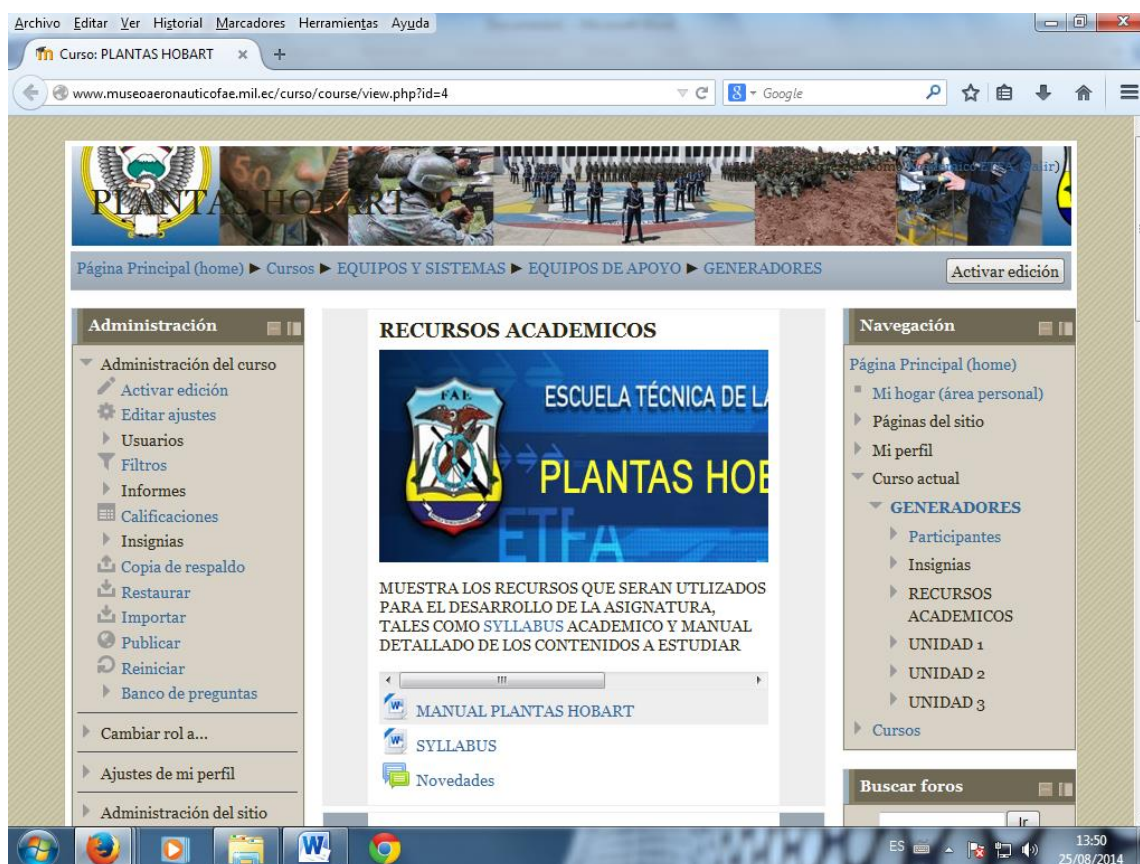 Archivo Editar Ver Historial Marcadores Herramientas Ayuda
Curso: PLANTAS HOBART
www.museoaeronauticofae.mil.ec/curso/course/view.php?id=4
Google
PLANTAS HOBART
Salir)
Página Principal (home) ► Cursos ► EQUIPOS Y SISTEMAS ► EQUIPOS DE APOYO ► GENERADORES
Activar edición
Administración
Administración del curso
Activar edición
Editar ajustes
Usuarios
Filtros
Informes
Calificaciones
Insignias
Copia de respaldo
Restaurar
Importar
Publicar
Reiniciar
Banco de preguntas
Cambiar rol a...
Ajustes de mi perfil
Administración del sitio
RECURSOS ACADEMICOS
FAE
ESCUELA TÉCNICA DE LA
PLANTAS HOB
ETFA
MUESTRA LOS RECURSOS QUE SERAN UTLIZADOS
PARA EL DESARROLLO DE LA ASIGNATURA,
TALES COMO SYLLABUS ACADEMICO Y MANUAL
DETALLADO DE LOS CONTENIDOS A ESTUDIAR
MANUAL PLANTAS HOBART
SYLLABUS
Novedades
Navegación
Página Principal (home)
Mi hogar (área personal)
Páginas del sitio
Mi perfil
Curso actual
GENERADORES
Participantes
Insignias
RECURSOS
ACADEMICOS
UNIDAD 1
UNIDAD 2
UNIDAD 3
Cursos
Buscar foros
Ir
ES
13:50
25/08/2014